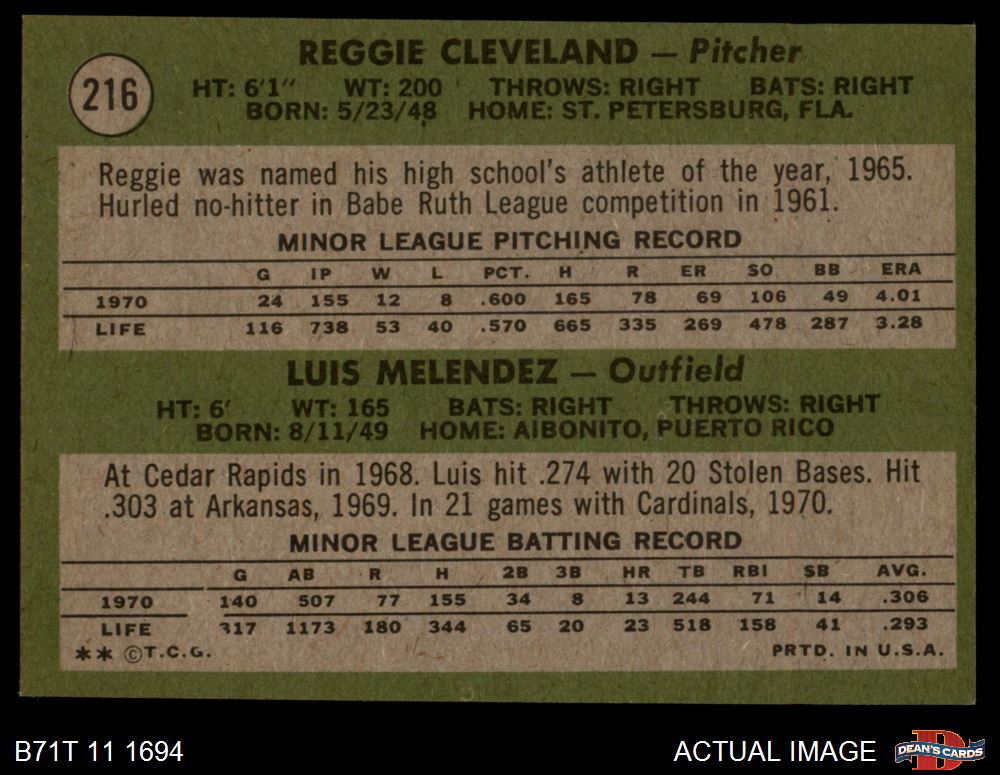 216
REGGIE CLEVELAND — Pitcher
HT: 6'1" WT: 200 THROWS: RIGHT BATS: RIGHT
BORN: 5/23/48 HOME: ST. PETERSBURG, FLA.
Reggie was named his high school's athlete of the year, 1965.
Hurled no-hitter in Babe Ruth League competition in 1961.
MINOR LEAGUE PITCHING RECORD
G IP W L PCT. H R ER SO BB ERA
1970 24 155 12 8 .600 165 78 69 106 49 4.01
LIFE 116 738 53 40 .570 665 335 269 478 287 3.28
LUIS MELENDEZ — Outfield
HT: 6' WT: 165 BATS: RIGHT THROWS: RIGHT
BORN: 8/11/49 HOME: AIBONITO, PUERTO RICO
At Cedar Rapids in 1968. Luis hit .274 with 20 Stolen Bases. Hit
.303 at Arkansas, 1969. In 21 games with Cardinals, 1970.
MINOR LEAGUE BATTING RECORD
G AB R H 2B 3B HR TB RBI SB AVG.
1970 140 507 77 155 34 8 13 244 71 14 .306
LIFE 317 1173 180 344 65 20 23 518 158 41 .293
** ©T.C.G. PRTD. IN U.S.A.
B71T 11 1694 ACTUAL IMAGE DEAN'S CARDS